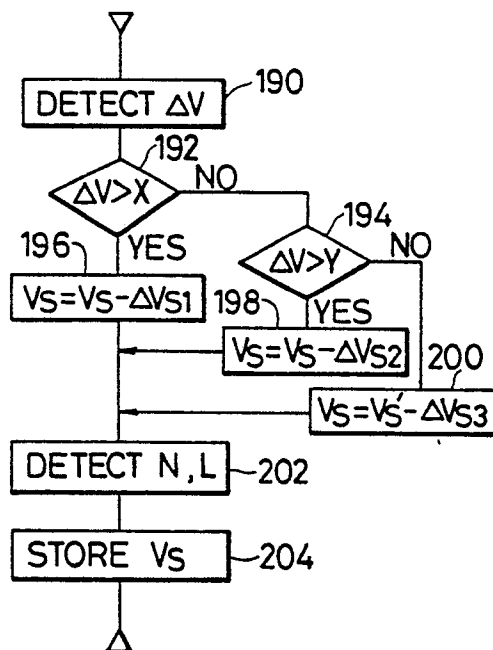 DETECT ΔV
190
192
ΔV>X
NO
194
196
YES
ΔV>Y
NO
VS=VS-ΔVS1
198
YES
VS=VS-ΔVS2
200
VS=VS'-ΔVS3
DETECT N,L
202
STORE VS
204